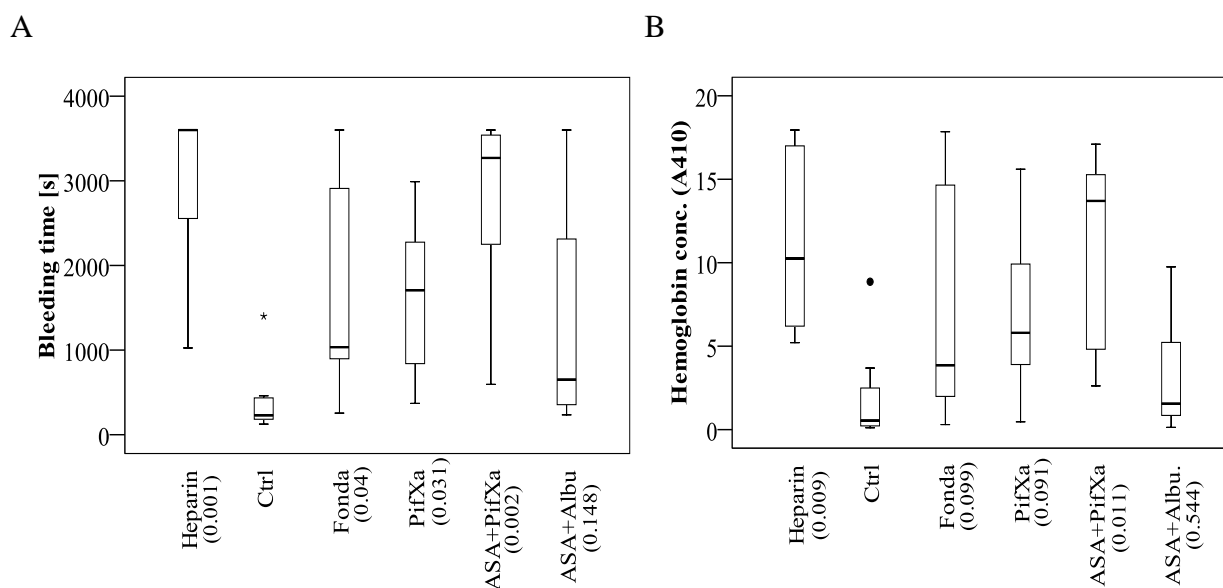 A
B
Bleeding time [s]
4000
3000
2000
1000
0
Heparin
(0.001)
Ctrl
Fonda
(0.04)
PifXa
(0.031)
ASA+PifXa
(0.002)
ASA+Albu
(0.148)
*
Hemoglobin conc. (A410)
20
15
10
5
0
Heparin
(0.009)
Ctrl
Fonda
(0.099)
PifXa
(0.091)
ASA+PifXa
(0.011)
ASA+Albu.
(0.544)